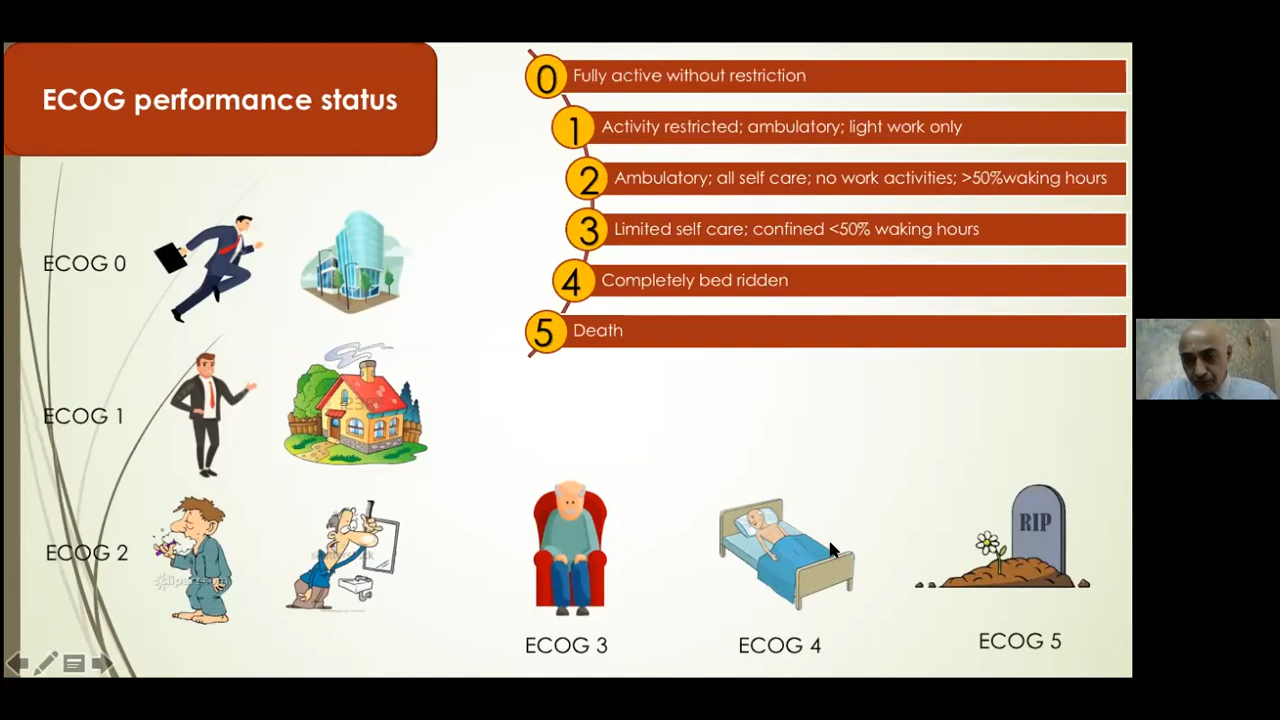 ECOG performance status
0 Fully active without restriction
1 Activity restricted; ambulatory; light work only
2 Ambulatory; all self care; no work activities; >50%waking hours
3 Limited self care; confined <50% waking hours
4 Completely bed ridden
5 Death
ECOG 0
ECOG 1
ECOG 2
RIP
ECOG 3
ECOG 4
ECOG 5